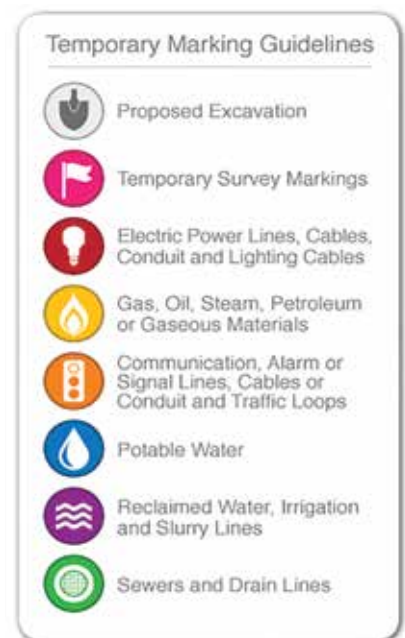 Temporary Marking Guidelines
Proposed Excavation
Temporary Survey Markings
Electric Power Lines, Cables,
Conduit and Lighting Cables
Gas, Oil, Steam, Petroleum
or Gaseous Materials
Communication, Alarm or
Signal Lines, Cables or
Conduit and Traffic Loops
Potable Water
Reclaimed Water, Irrigation
and Slurry Lines
Sewers and Drain Lines